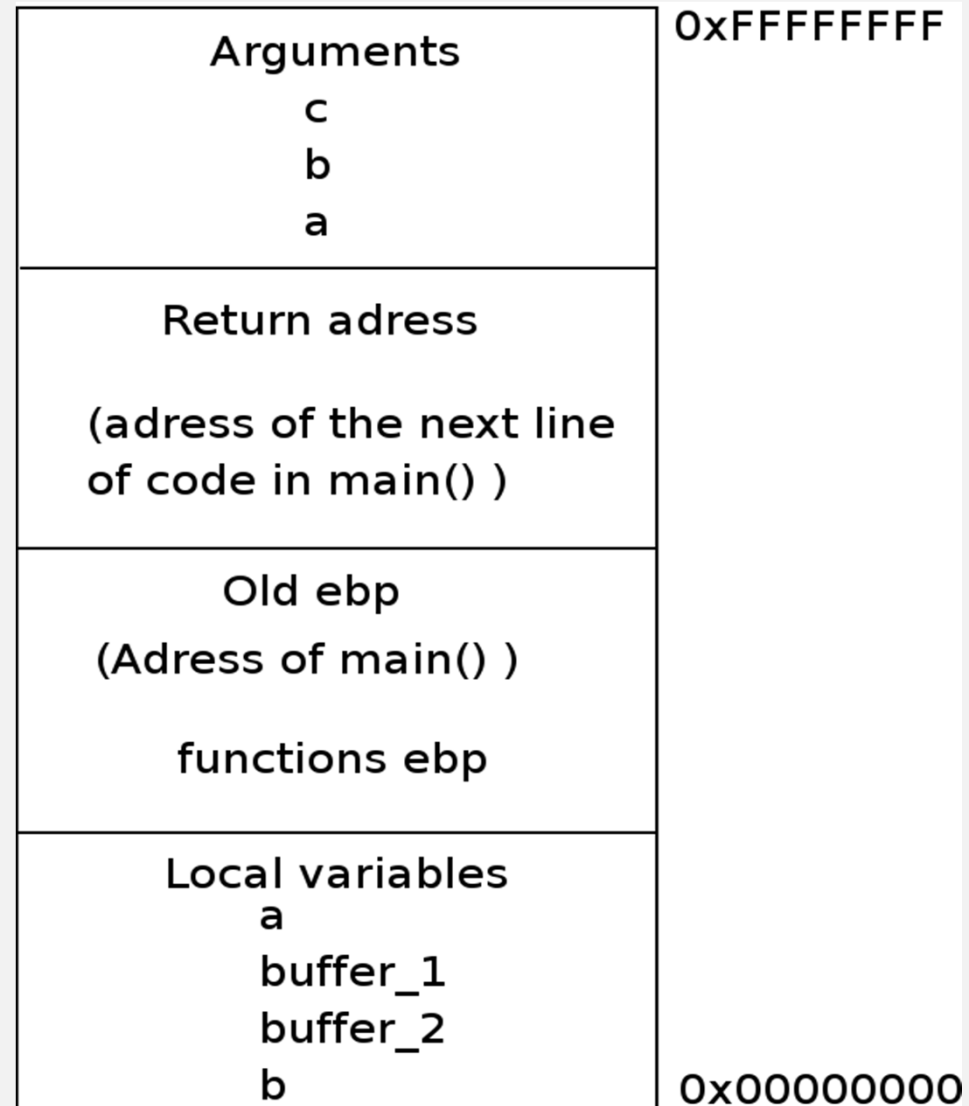 Arguments
0xFFFFFFFF
c
b
a
Return adress
(adress of the next line
of code in main() )
Old ebp
(Adress of main() )
functions ebp
Local variables
a
buffer_1
buffer_2
b
0x00000000